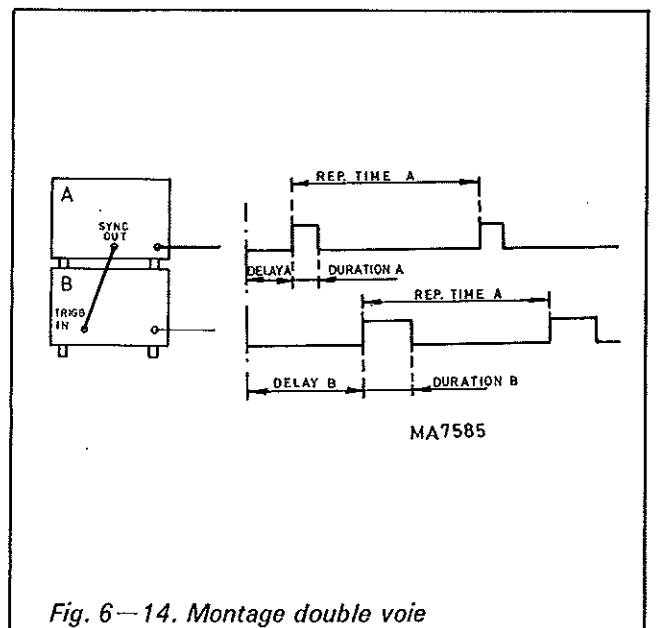 A
SYNC
OUT
B
TRIGG
IN
REP. TIME A
DELAY A
DURATION A
REP. TIME A
DELAY B
DURATION B
MA7585
Fig. 6—14. Montage double voie